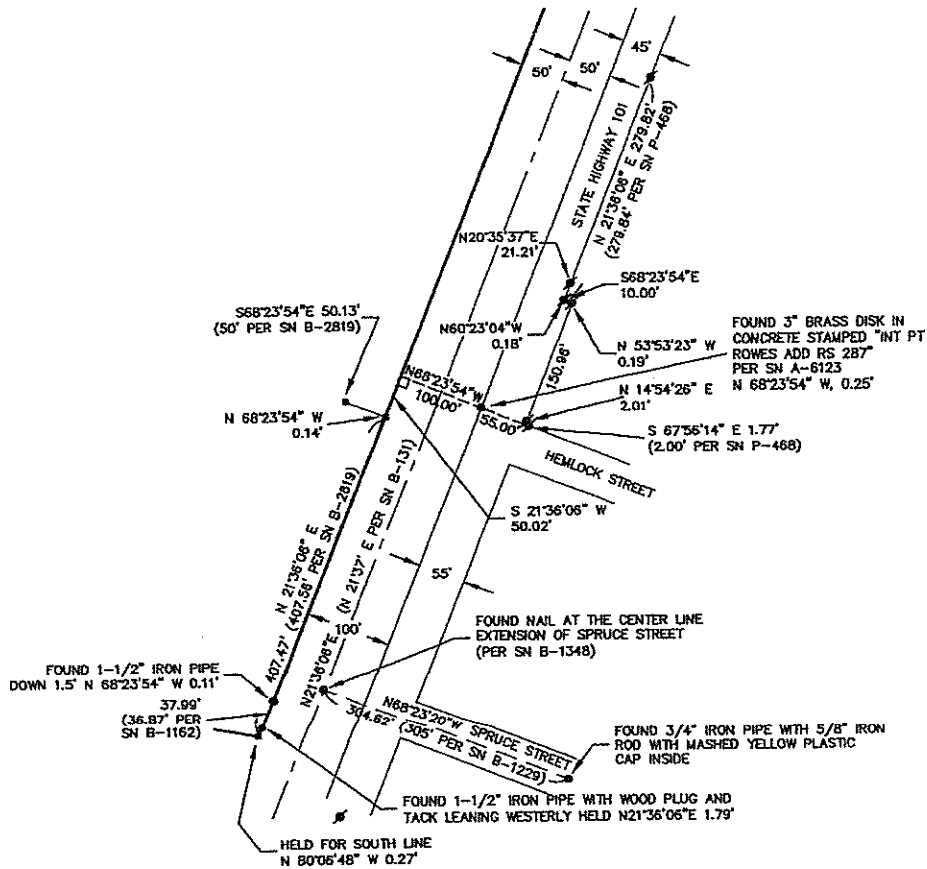 45'
50'
50'
STATE HIGHWAY 101
N 21°36'06" E 279.82'
(279.84' PER SN P-468)
N20°35'37"E
21.21'
S68°23'54"E
10.00'
S68°23'54"E 50.13'
(50' PER SN B-2819)
N60°23'04"W
0.18'
N 53°53'23" W
0.19'
FOUND 3" BRASS DISK IN
CONCRETE STAMPED "INT PT
ROWES ADD RS 287"
PER SN A-6123
N 68°23'54" W, 0.25'
150.96'
N68°23'54"W
100.00'
55.00'
N 14°54'26" E
2.01'
N 68°23'54" W
0.14'
S 67°56'14" E 1.77'
(2.00' PER SN P-468)
HEMLOCK STREET
S 21°36'06" W
50.02'
N 21°36'06" E
407.47' (407.56' PER SN B-2819)
N21°36'06"E (N 21°37' E PER SN B-131)
55'
100'
FOUND NAIL AT THE CENTER LINE
EXTENSION OF SPRUCE STREET
(PER SN B-1348)
FOUND 1-1/2" IRON PIPE
DOWN 1.5' N 68°23'54" W 0.11'
37.99'
(36.87' PER
SN B-1162)
N68°23'20"W SPRUCE STREET
304.62' (305' PER SN B-1229)
FOUND 3/4" IRON PIPE WITH 5/8" IRON
ROD WITH MASHED YELLOW PLASTIC
CAP INSIDE
FOUND 1-1/2" IRON PIPE WITH WOOD PLUG AND
TACK LEANING WESTERLY HELD N21°36'06"E 1.79'
HELD FOR SOUTH LINE
N 80°06'48" W 0.27'